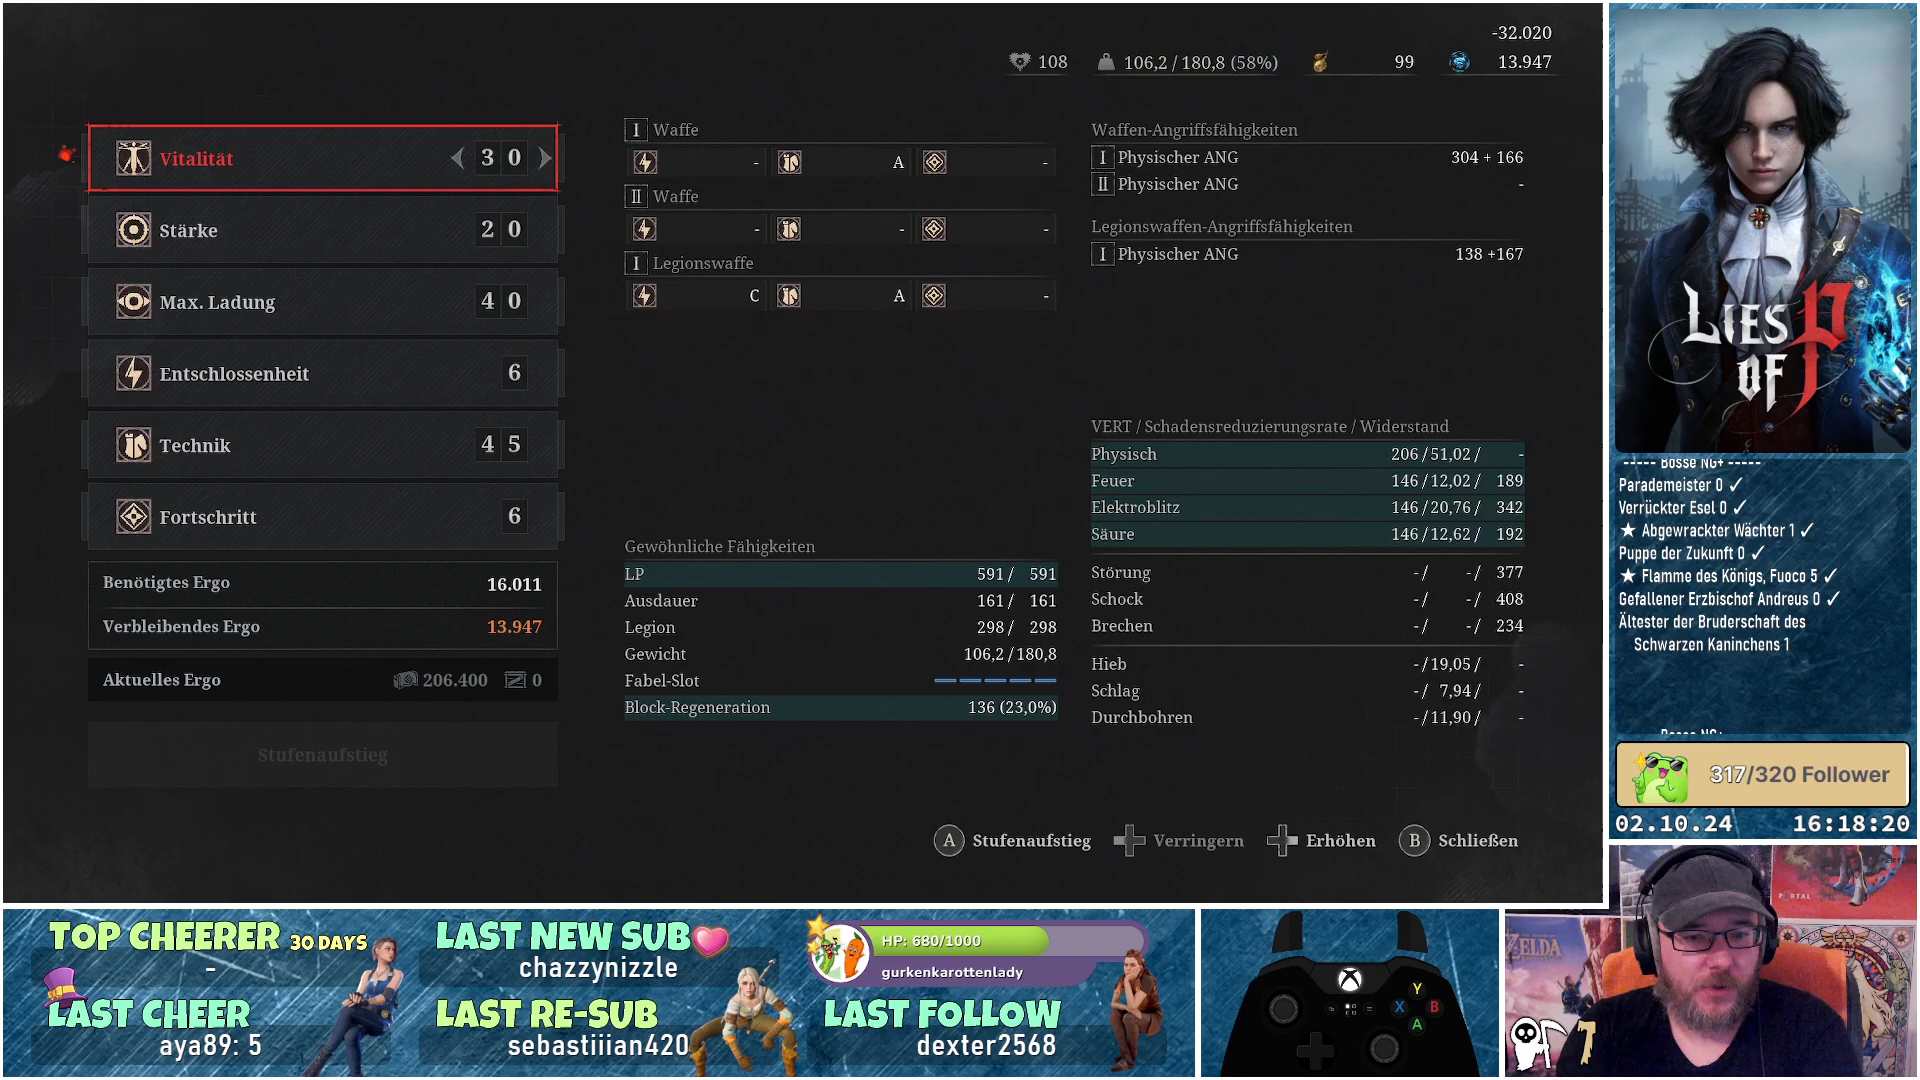 -32.020
108
106,2 / 180,8 (58%)
99
13.947
Vitalität 3 0
Stärke 2 0
Max. Ladung 4 0
Entschlossenheit 6
Technik 4 5
Fortschritt 6
Benötigtes Ergo 16.011
Verbleibendes Ergo 13.947
Aktuelles Ergo 206.400 0
Stufenaufstieg
I Waffe
- A -
II Waffe
- - -
I Legionswaffe
C A -
Gewöhnliche Fähigkeiten
LP 591 / 591
Ausdauer 161 / 161
Legion 298 / 298
Gewicht 106,2 / 180,8
Fabel-Slot
Block-Regeneration 136 (23,0%)
Waffen-Angriffsfähigkeiten
I Physischer ANG 304 + 166
II Physischer ANG -
Legionswaffen-Angriffsfähigkeiten
I Physischer ANG 138 +167
VERT / Schadensreduzierungsrate / Widerstand
Physisch 206 / 51,02 / -
Feuer 146 / 12,02 / 189
Elektroblitz 146 / 20,76 / 342
Säure 146 / 12,62 / 192
Störung - / - / 377
Schock - / - / 408
Brechen - / - / 234
Hieb - / 19,05 / -
Schlag - / 7,94 / -
Durchbohren - / 11,90 / -
A Stufenaufstieg Verringern Erhöhen B Schließen
LIES OF P
----- Bosse NG+ -----
Parademeister 0 ✓
Verrückter Esel 0 ✓
★ Abgewrackter Wächter 1 ✓
Puppe der Zukunft 0 ✓
★ Flamme des Königs, Fuoco 5 ✓
Gefallener Erzbischof Andreus 0 ✓
Ältester der Bruderschaft des
Schwarzen Kaninchens 1
Bosse NG+
317/320 Follower
02.10.24 16:18:20
TOP CHEERER 30 DAYS
-
LAST CHEER
aya89: 5
LAST NEW SUB
chazzynizzle
LAST RE-SUB
sebastiiian420
HP: 680/1000
gurkenkarottenlady
LAST FOLLOW
dexter2568
Y
X B
A
PORTAL
ZELDA
7